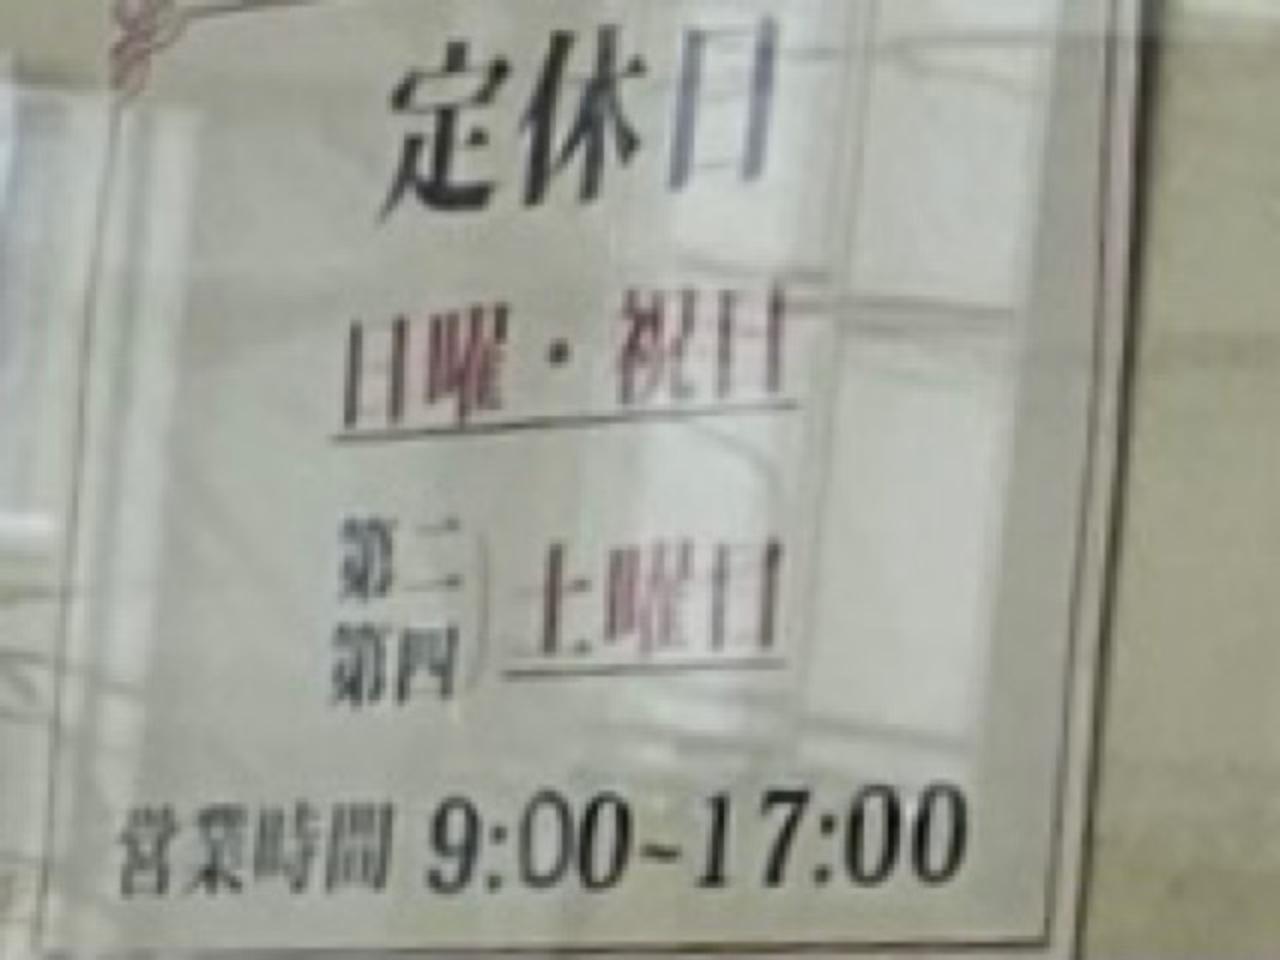 定休日
日曜・祝日
第二
第四
土曜日
営業時間 9:00~17:00